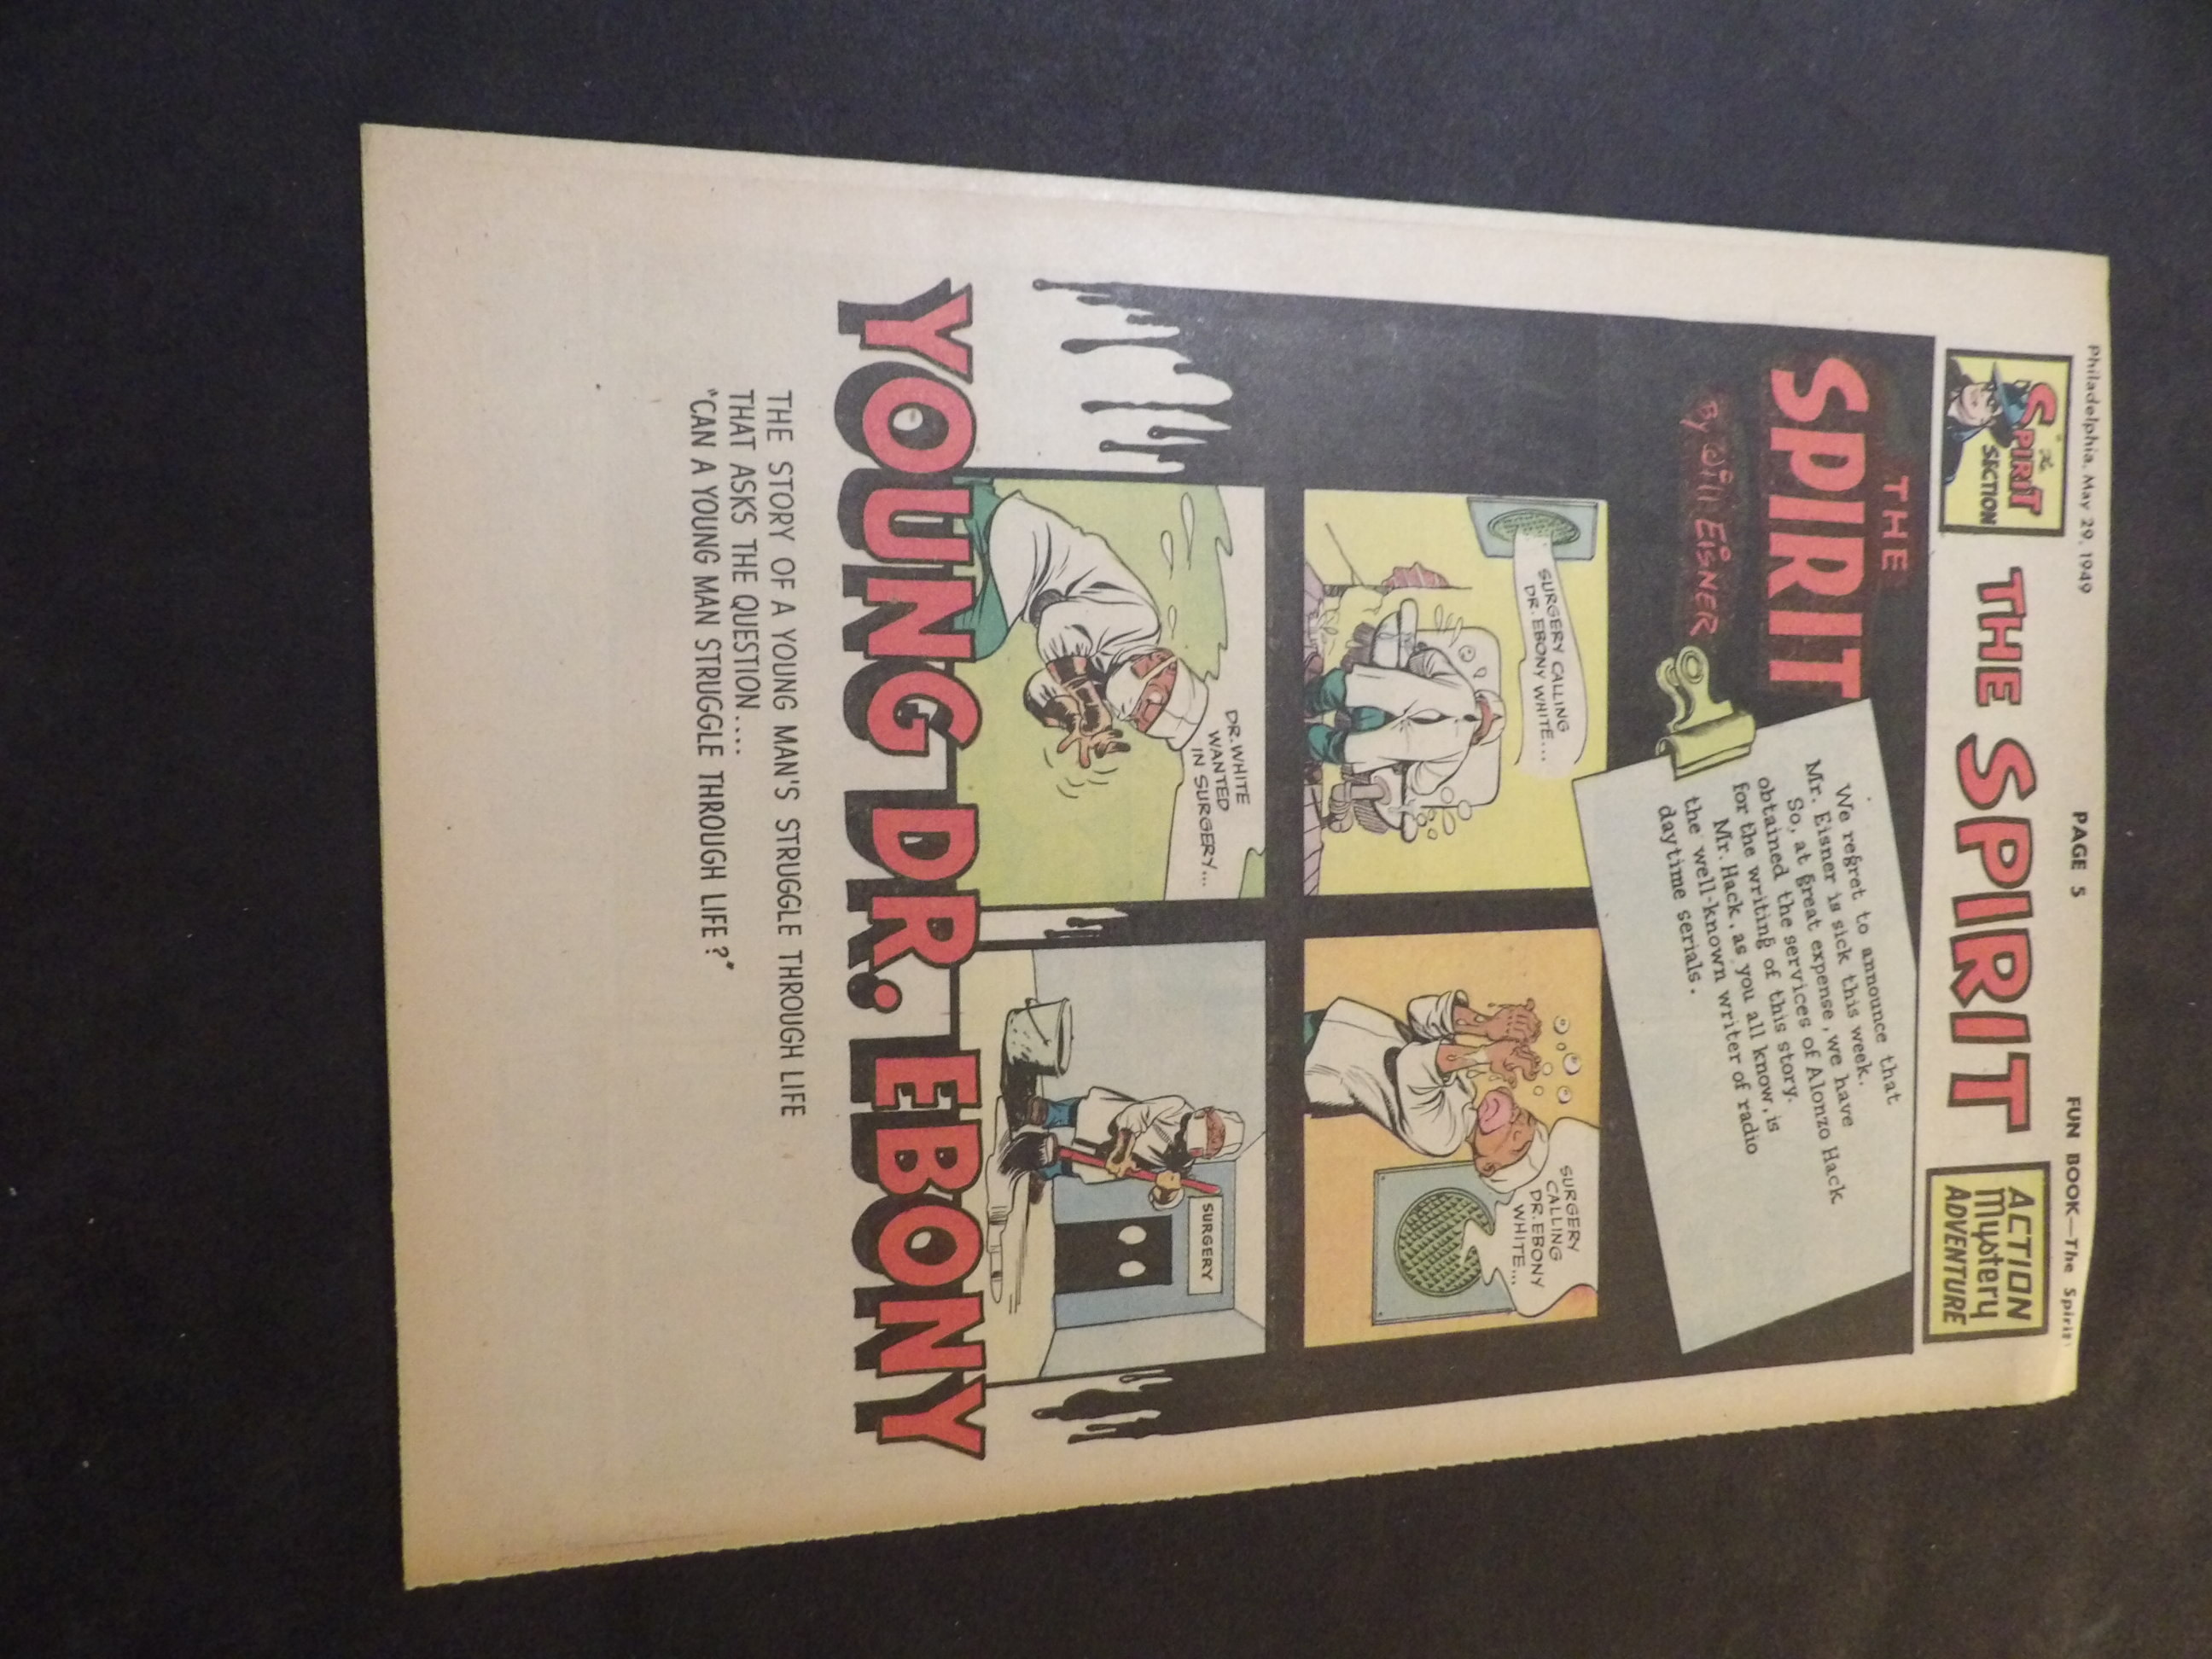 Philadelphia, May 29, 1949
PAGE 5
FUN BOOK—The Spirit
The
SPIRIT
SECTION
THE SPIRIT
ACTION
Mystery
ADVENTURE
THE
SPIRIT
By Will EISNER
We regret to announce that
Mr. Eisner is sick this week.
So, at great expense, we have
obtained the services of Alonzo Hack
for the writing of this story.
Mr. Hack, as you all know, is
the well-known writer of radio
daytime serials.
SURGERY CALLING
DR. EBONY WHITE...
SURGERY
CALLING
DR. EBONY
WHITE...
DR. WHITE
WANTED
IN SURGERY...
SURGERY
YOUNG DR. EBONY
THE STORY OF A YOUNG MAN'S STRUGGLE THROUGH LIFE
THAT ASKS THE QUESTION....
"CAN A YOUNG MAN STRUGGLE THROUGH LIFE?"